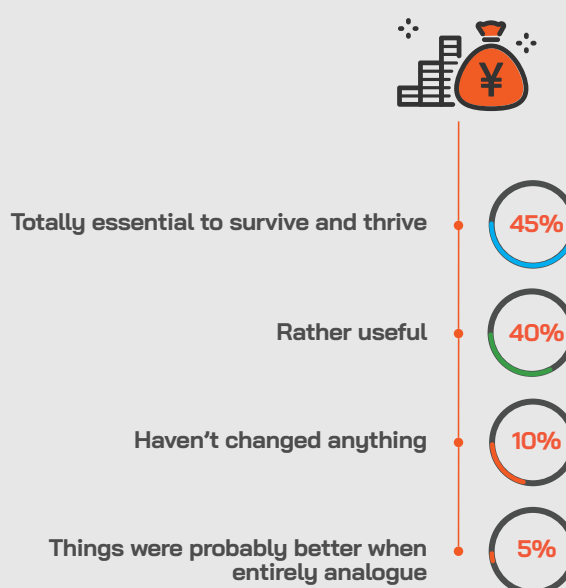 ¥
Totally essential to survive and thrive
45%
Rather useful
40%
Haven't changed anything
10%
Things were probably better when
entirely analogue
5%